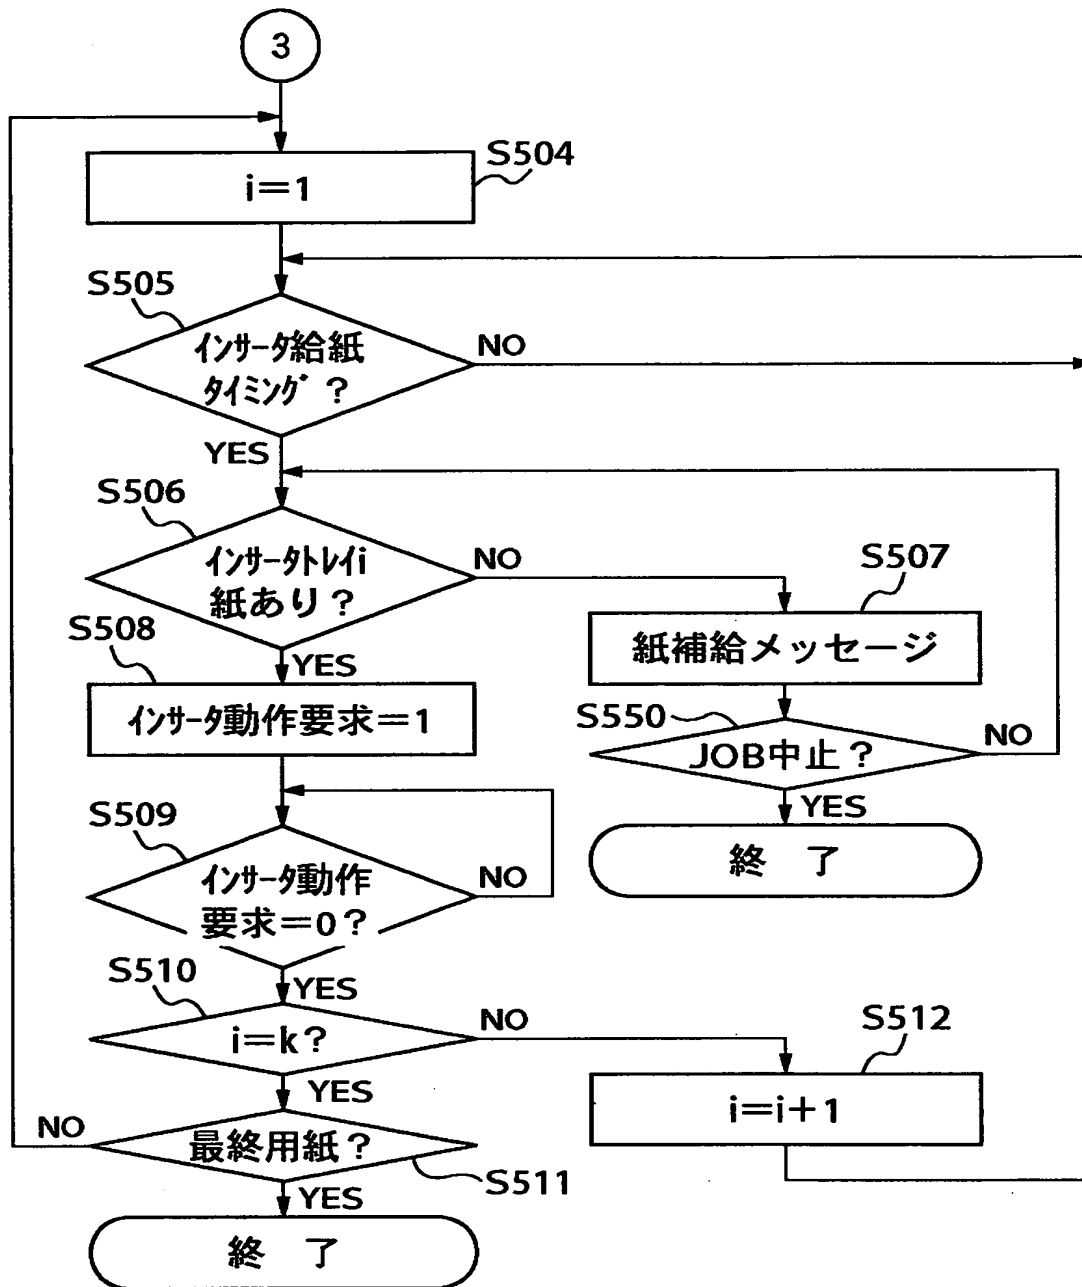 3
S504
i=1
S505
インサータ給紙
タイミング?
NO
YES
S506
インサータトレイi
紙あり?
NO
S507
紙補給メッセージ
S508
YES
インサータ動作要求=1
S550
JOB中止?
NO
YES
終 了
S509
インサータ動作
要求=0?
NO
YES
S510
i=k?
NO
S512
i=i+1
YES
最終用紙?
NO
S511
YES
終 了